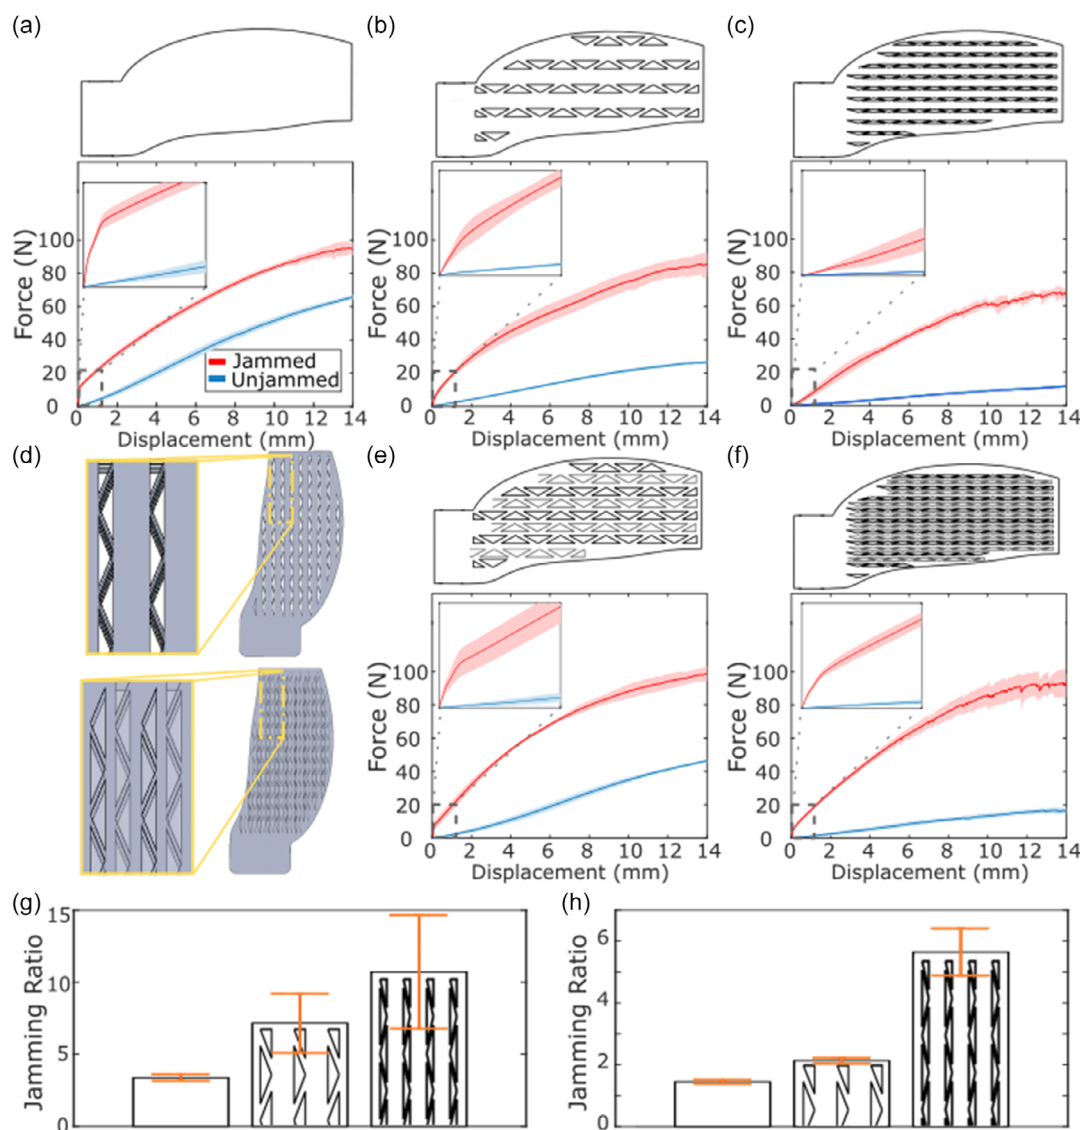 (a)
(b)
(c)
Force (N)
100
80
60
40
20
0
Jammed
Unjammed
0 2 4 6 8 10 12 14
Displacement (mm)
Force (N)
100
80
60
40
20
0
0 2 4 6 8 10 12 14
Displacement (mm)
Force (N)
100
80
60
40
20
0
0 2 4 6 8 10 12 14
Displacement (mm)
(d)
(e)
(f)
Force (N)
100
80
60
40
20
0
0 2 4 6 8 10 12 14
Displacement (mm)
Force (N)
100
80
60
40
20
0
0 2 4 6 8 10 12 14
Displacement (mm)
(g)
Jamming Ratio
15
10
5
0
(h)
Jamming Ratio
6
4
2
0